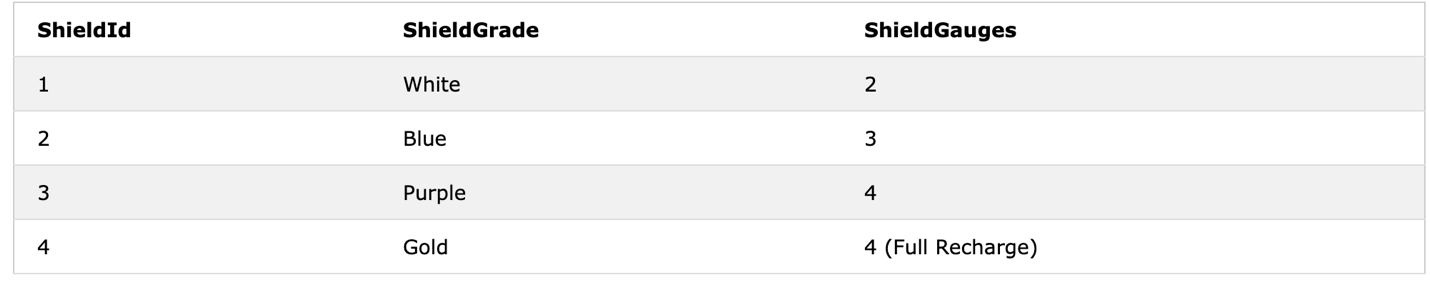 ShieldId ShieldGrade ShieldGauges
1 White 2
2 Blue 3
3 Purple 4
4 Gold 4 (Full Recharge)